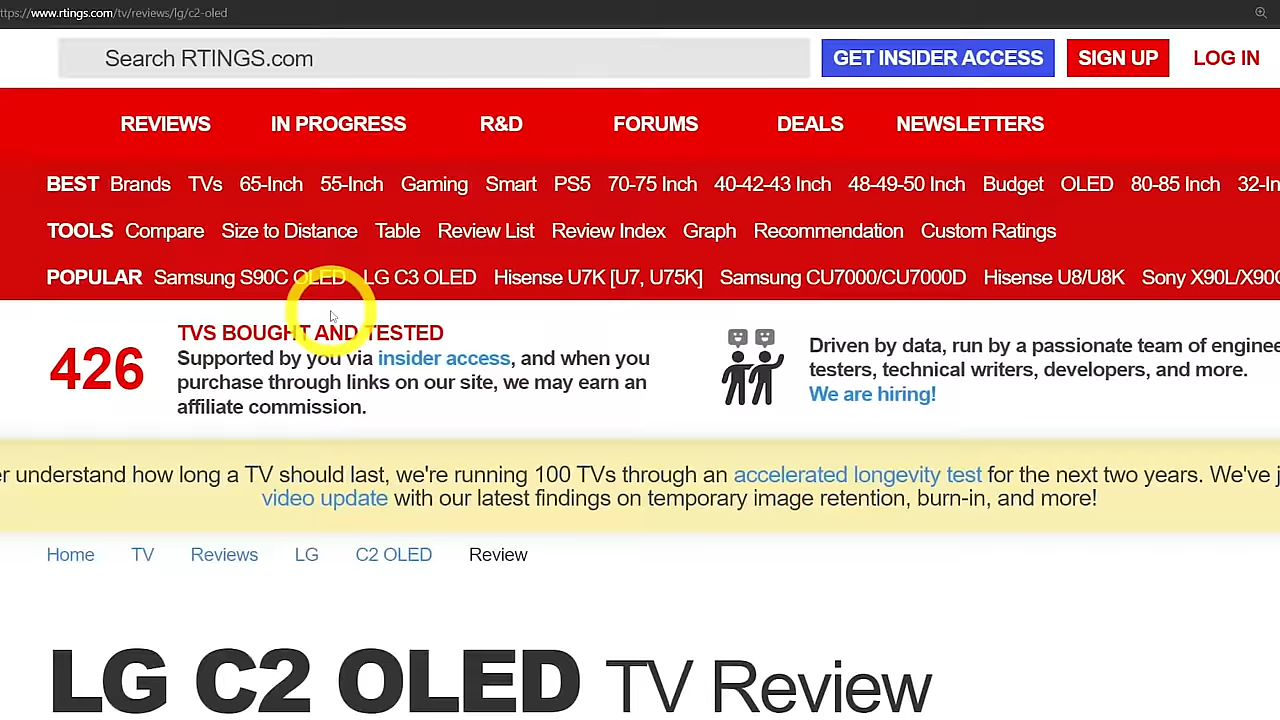 ttps://www.rtings.com/tv/reviews/lg/c2-oled
Search RTINGS.com GET INSIDER ACCESS SIGN UP LOG IN
REVIEWS IN PROGRESS R&D FORUMS DEALS NEWSLETTERS
BEST Brands TVs 65-Inch 55-Inch Gaming Smart PS5 70-75 Inch 40-42-43 Inch 48-49-50 Inch Budget OLED 80-85 Inch 32-In
TOOLS Compare Size to Distance Table Review List Review Index Graph Recommendation Custom Ratings
POPULAR Samsung S90C OLED LG C3 OLED Hisense U7K [U7, U75K] Samsung CU7000/CU7000D Hisense U8/U8K Sony X90L/X90C
426
TVS BOUGHT AND TESTED
Supported by you via insider access, and when you
purchase through links on our site, we may earn an
affiliate commission.
Driven by data, run by a passionate team of enginee
testers, technical writers, developers, and more.
We are hiring!
er understand how long a TV should last, we're running 100 TVs through an accelerated longevity test for the next two years. We've j
video update with our latest findings on temporary image retention, burn-in, and more!
Home TV Reviews LG C2 OLED Review
LG C2 OLED TV Review